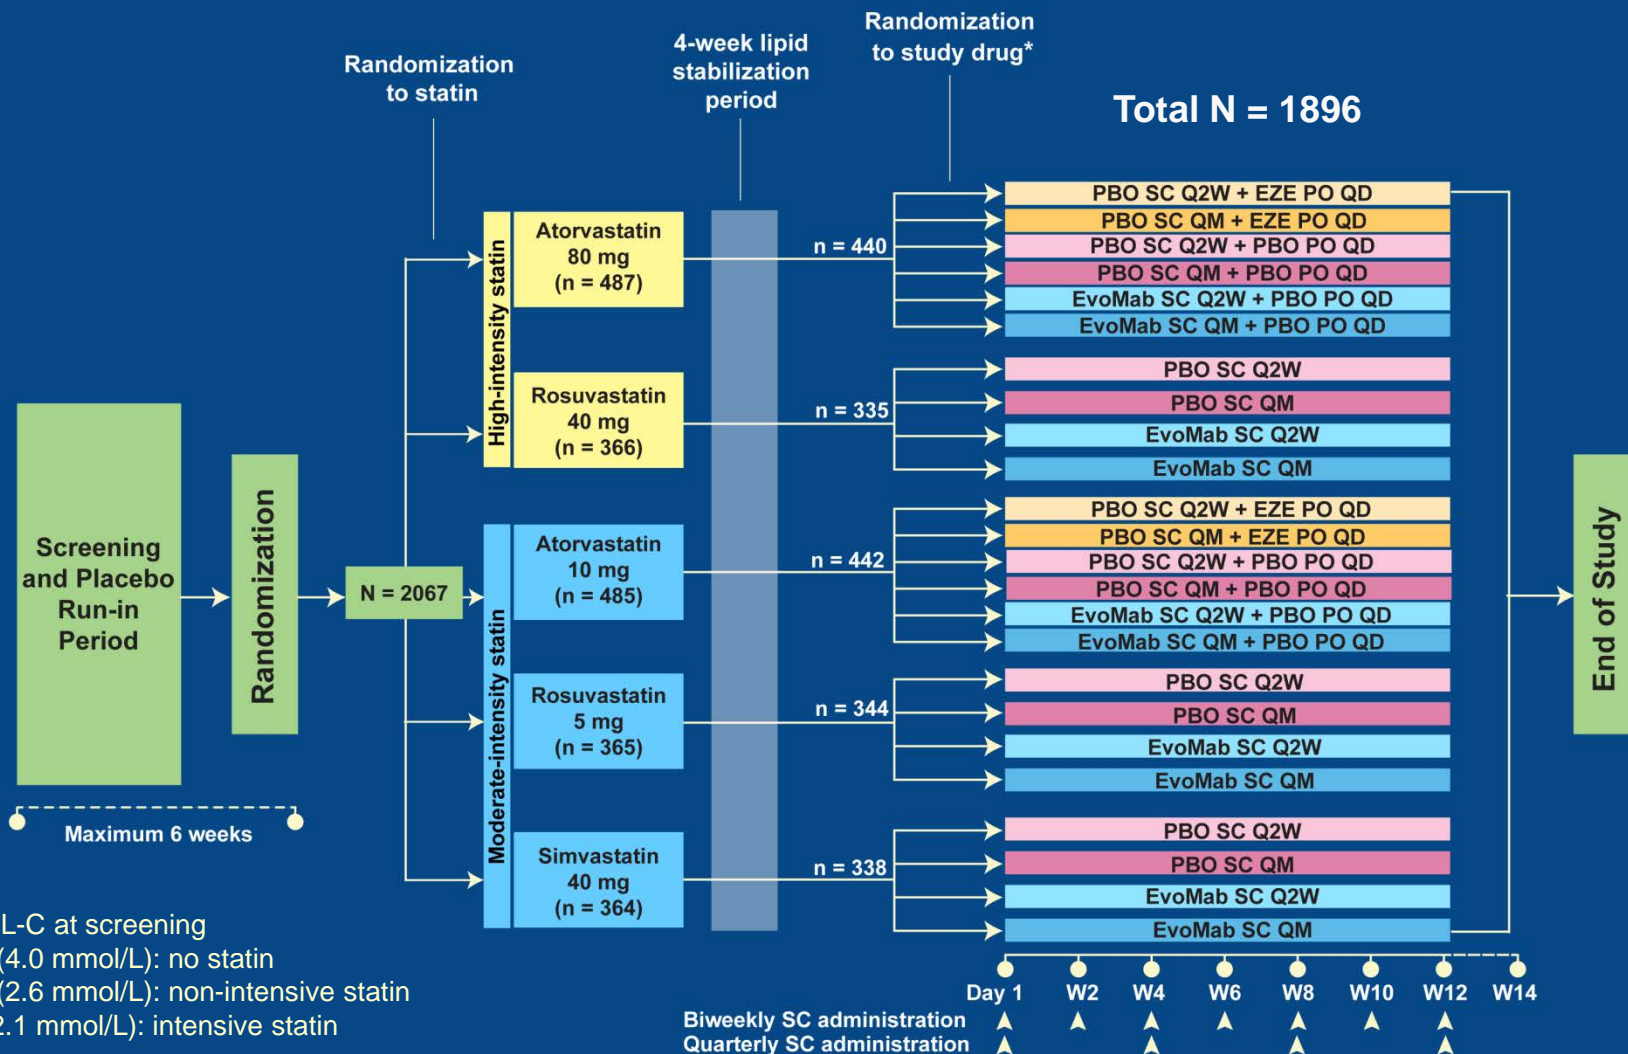 Randomization
to statin
4-week lipid
stabilization
period
Randomization
to study drug*
Total N = 1896
Screening
and Placebo
Run-in
Period
Maximum 6 weeks
Randomization
N = 2067
High-intensity statin
Atorvastatin
80 mg
(n = 487)
Rosuvastatin
40 mg
(n = 366)
Moderate-intensity statin
Atorvastatin
10 mg
(n = 485)
Rosuvastatin
5 mg
(n = 365)
Simvastatin
40 mg
(n = 364)
n = 440
PBO SC Q2W + EZE PO QD
PBO SC QM + EZE PO QD
PBO SC Q2W + PBO PO QD
PBO SC QM + PBO PO QD
EvoMab SC Q2W + PBO PO QD
EvoMab SC QM + PBO PO QD
n = 335
PBO SC Q2W
PBO SC QM
EvoMab SC Q2W
EvoMab SC QM
n = 442
PBO SC Q2W + EZE PO QD
PBO SC QM + EZE PO QD
PBO SC Q2W + PBO PO QD
PBO SC QM + PBO PO QD
EvoMab SC Q2W + PBO PO QD
EvoMab SC QM + PBO PO QD
n = 344
PBO SC Q2W
PBO SC QM
EvoMab SC Q2W
EvoMab SC QM
n = 338
PBO SC Q2W
PBO SC QM
EvoMab SC Q2W
EvoMab SC QM
End of Study
Day 1 W2 W4 W6 W8 W10 W12 W14
Biweekly SC administration
Quarterly SC administration
L-C at screening
(4.0 mmol/L): no statin
(2.6 mmol/L): non-intensive statin
2.1 mmol/L): intensive statin